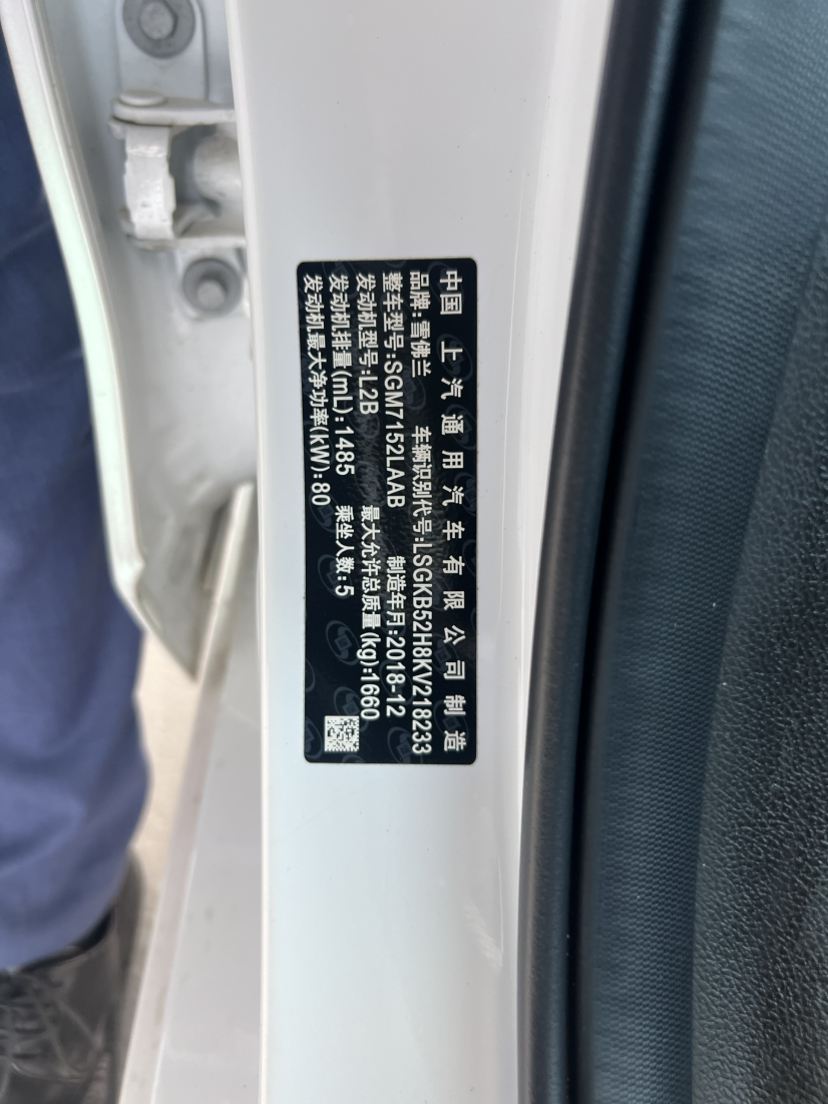 中国 上汽通用汽车有限公司制造
品牌:雪佛兰 车辆识别代号:LSGKB52H8KV218233
整车型号:SGM7152LAAB 制造年月:2018-12
发动机型号:L2B 最大允许总质量(kg):1660
发动机排量(mL):1485 乘坐人数:5
发动机最大净功率(kW):80